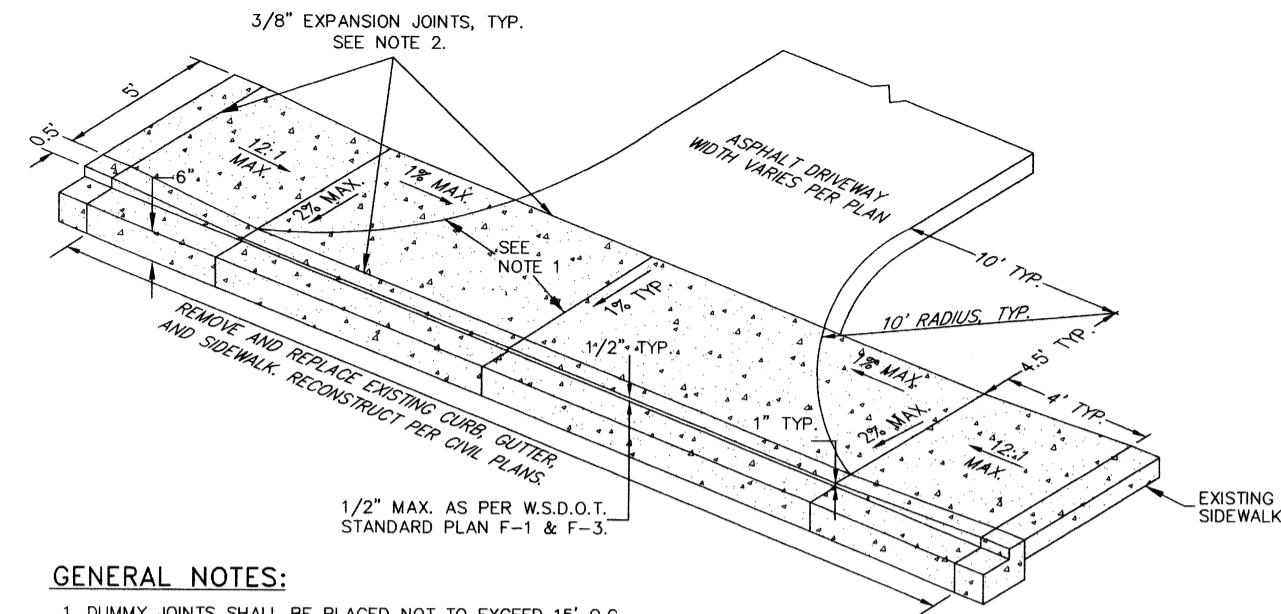 3/8" EXPANSION JOINTS, TYP.
SEE NOTE 2.
5'
0.5'
6"
12:1
MAX.
2% MAX.
1% MAX.
ASPHALT DRIVEWAY
WIDTH VARIES PER PLAN
SEE
NOTE 1
1% TYP.
10' TYP.
10' RADIUS, TYP.
4.5' TYP.
1/2" TYP.
1% MAX.
4' TYP.
1" TYP.
2% MAX.
12:1
MAX.
REMOVE AND REPLACE EXISTING CURB, GUTTER,
AND SIDEWALK. RECONSTRUCT PER CIVIL PLANS.
1/2" MAX. AS PER W.S.D.O.T.
STANDARD PLAN F-1 & F-3.
EXISTING
SIDEWALK
GENERAL NOTES:
1. DUMMY JOINTS SHALL BE PLACED NOT TO EXCEED 15' O.C.